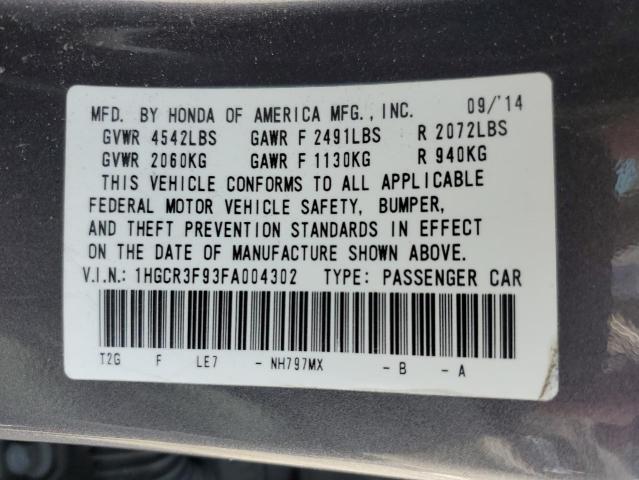 MFD. BY HONDA OF AMERICA MFG., INC. 09/'14
GVWR 4542LBS GAWR F 2491LBS R 2072LBS
GVWR 2060KG GAWR F 1130KG R 940KG
THIS VEHICLE CONFORMS TO ALL APPLICABLE
FEDERAL MOTOR VEHICLE SAFETY, BUMPER,
AND THEFT PREVENTION STANDARDS IN EFFECT
ON THE DATE OF MANUFACTURE SHOWN ABOVE.
V.I.N.: 1HGCR3F93FA004302 TYPE: PASSENGER CAR
T2G F LE7 - NH797MX - B - A